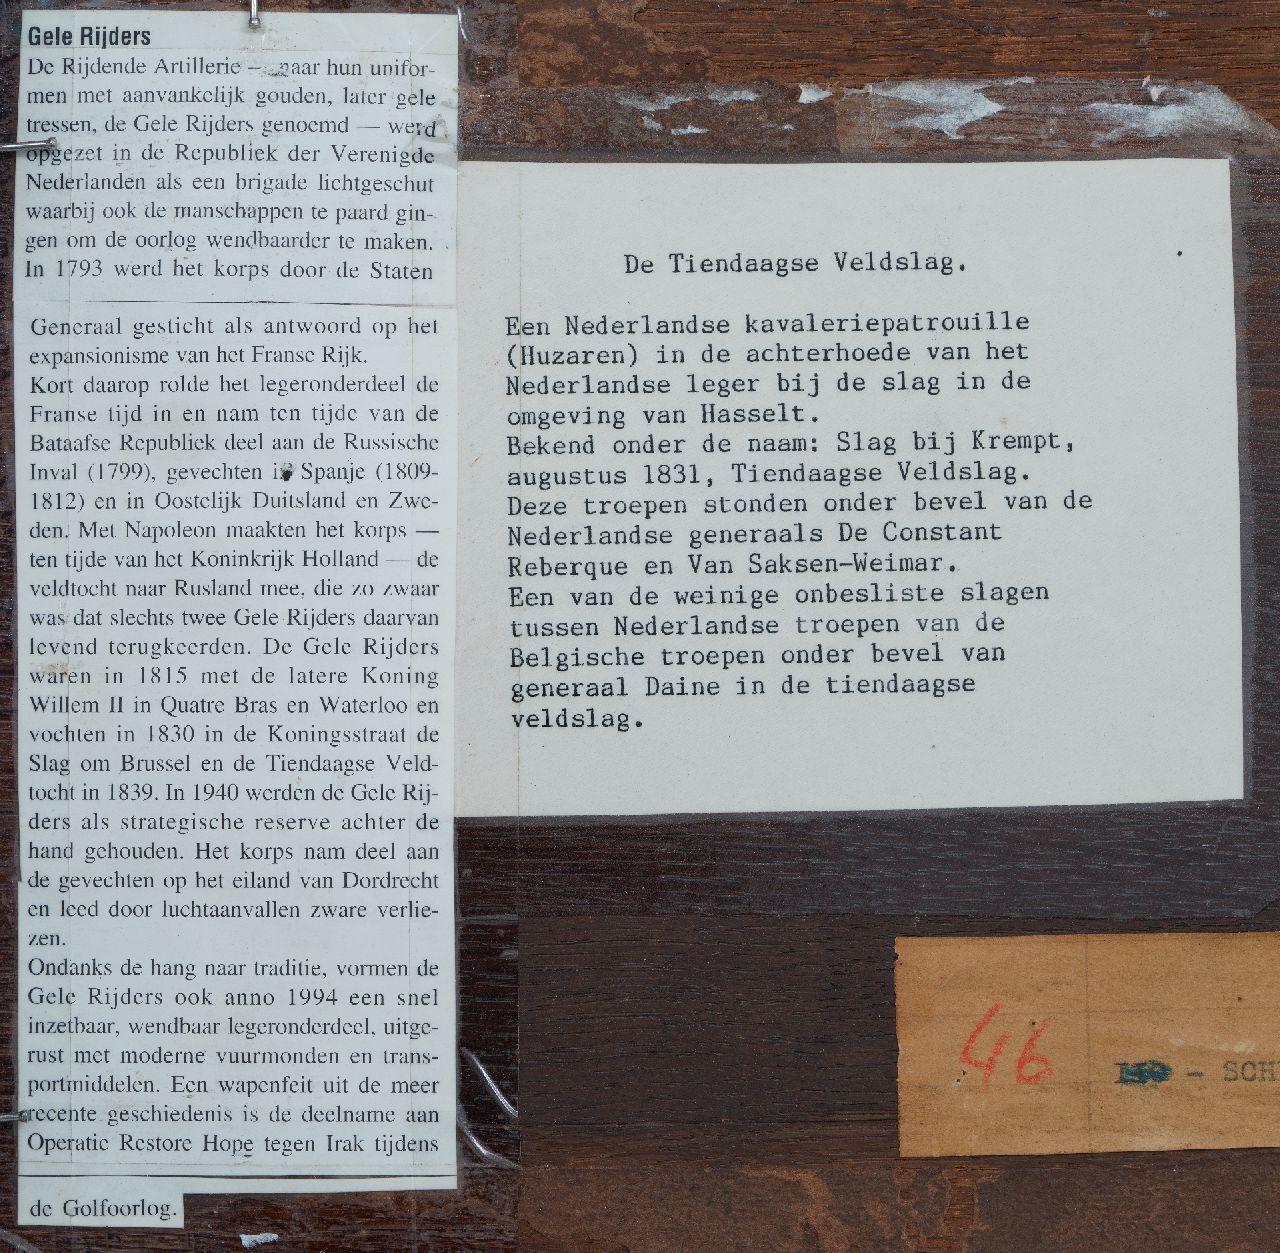 Gele Rijders
De Rijdende Artillerie — naar hun unifor-
men met aanvankelijk gouden, later gele
tressen, de Gele Rijders genoemd — werd
opgezet in de Republiek der Verenigde
Nederlanden als een brigade lichtgeschut
waarbij ook de manschappen te paard gin-
gen om de oorlog wendbaarder te maken.
In 1793 werd het korps door de Staten
Generaal gesticht als antwoord op het
expansionisme van het Franse Rijk.
Kort daarop rolde het legeronderdeel de
Franse tijd in en nam ten tijde van de
Bataafse Republiek deel aan de Russische
Inval (1799), gevechten in Spanje (1809-
1812) en in Oostelijk Duitsland en Zwe-
den. Met Napoleon maakten het korps —
ten tijde van het Koninkrijk Holland — de
veldtocht naar Rusland mee, die zo zwaar
was dat slechts twee Gele Rijders daarvan
levend terugkeerden. De Gele Rijders
waren in 1815 met de latere Koning
Willem II in Quatre Bras en Waterloo en
vochten in 1830 in de Koningsstraat de
Slag om Brussel en de Tiendaagse Veld-
tocht in 1839. In 1940 werden de Gele Rij-
ders als strategische reserve achter de
hand gehouden. Het korps nam deel aan
de gevechten op het eiland van Dordrecht
en leed door luchtaanvallen zware verlie-
zen.
Ondanks de hang naar traditie, vormen de
Gele Rijders ook anno 1994 een snel
inzetbaar, wendbaar legeronderdeel, uitge-
rust met moderne vuurmonden en trans-
portmiddelen. Een wapenfeit uit de meer
recente geschiedenis is de deelname aan
Operatie Restore Hope tegen Irak tijdens
de Golfoorlog.
De Tiendaagse Veldslag.
Een Nederlandse kavaleriepatrouille
(Huzaren) in de achterhoede van het
Nederlandse leger bij de slag in de
omgeving van Hasselt.
Bekend onder de naam: Slag bij Krempt,
augustus 1831, Tiendaagse Veldslag.
Deze troepen stonden onder bevel van de
Nederlandse generaals De Constant
Reberque en Van Saksen-Weimar.
Een van de weinige onbesliste slagen
tussen Nederlandse troepen van de
Belgische troepen onder bevel van
generaal Daine in de tiendaagse
veldslag.
46
- SCH